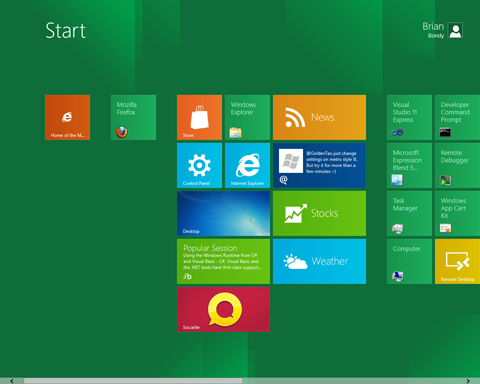 Start
Brian
Bondy
Home of the M...
Mozilla
Firefox
Store
Windows
Explorer
News
Visual
Studio 11
Express
Developer
Command
Prompt
Control Panel
Internet Explorer
@GoldenTao just change
settings on metro style IE.
But try it for more than a
few minutes :-)
@
Microsoft
Expression
Blend S...
Remote
Debugger
Desktop
Stocks
Task
Manager
Windows
App Cert
Kit
Popular Session
Using the Windows Runtime from C#
and Visual Basic - C#, Visual Basic and
the .NET tools have first-class support...
/b
Weather
Computer
Remote Desktop
Socialite